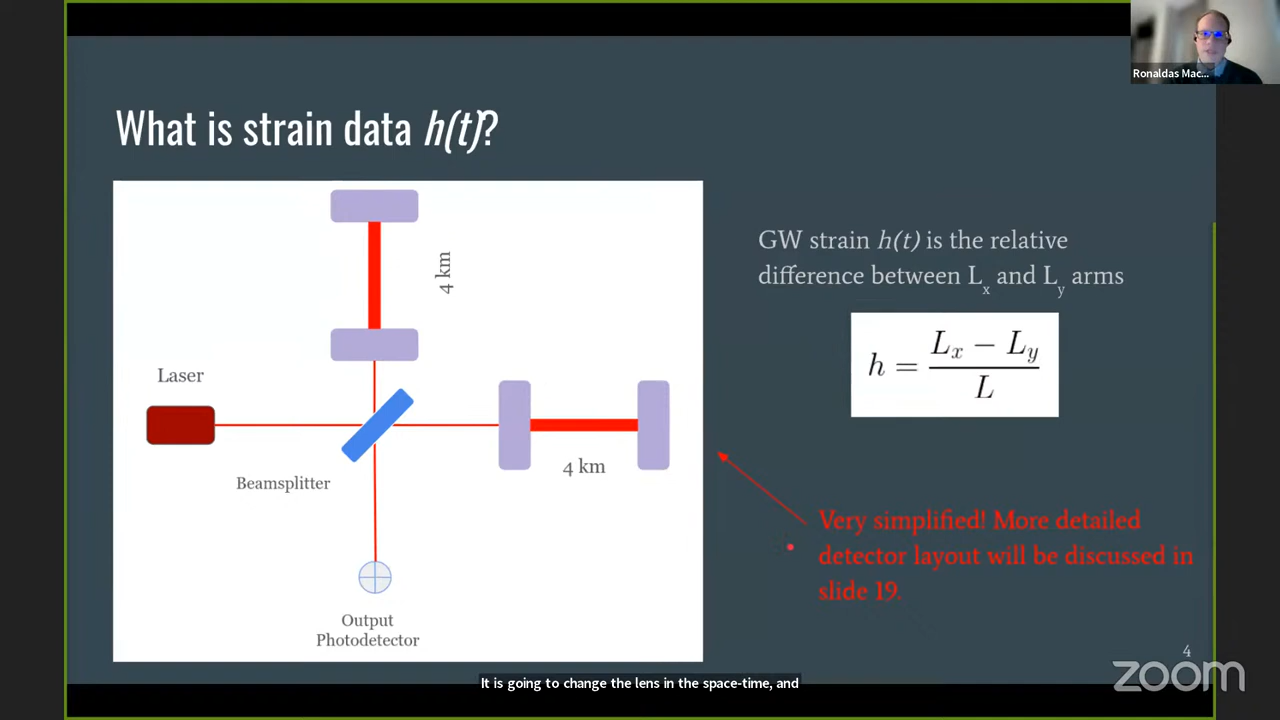 Ronaldas Mac...
What is strain data h(t)?
4 km
Laser
Beamsplitter
4 km
Output
Photodetector
GW strain h(t) is the relative
difference between Lx and Ly arms
h = (Lx − Ly) / L
Very simplified! More detailed
detector layout will be discussed in
slide 19.
4
zoom
It is going to change the lens in the space-time, and